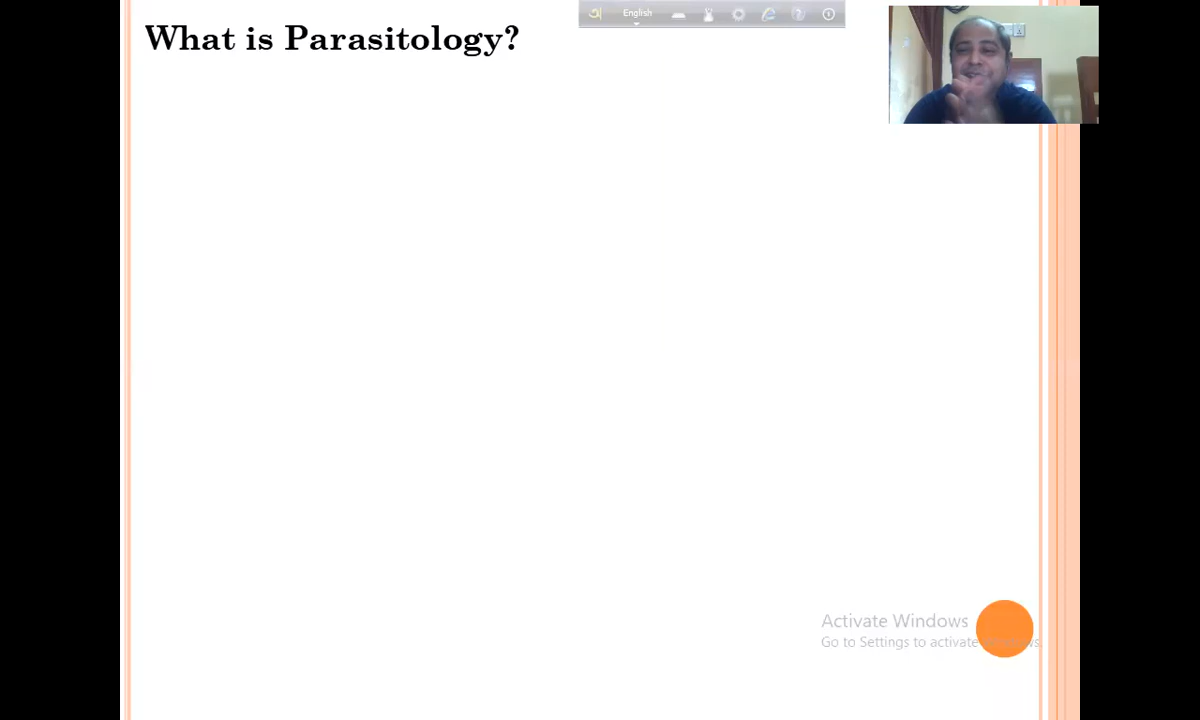 What is Parasitology?
অ English
Activate Windows
Go to Settings to activate Windows.